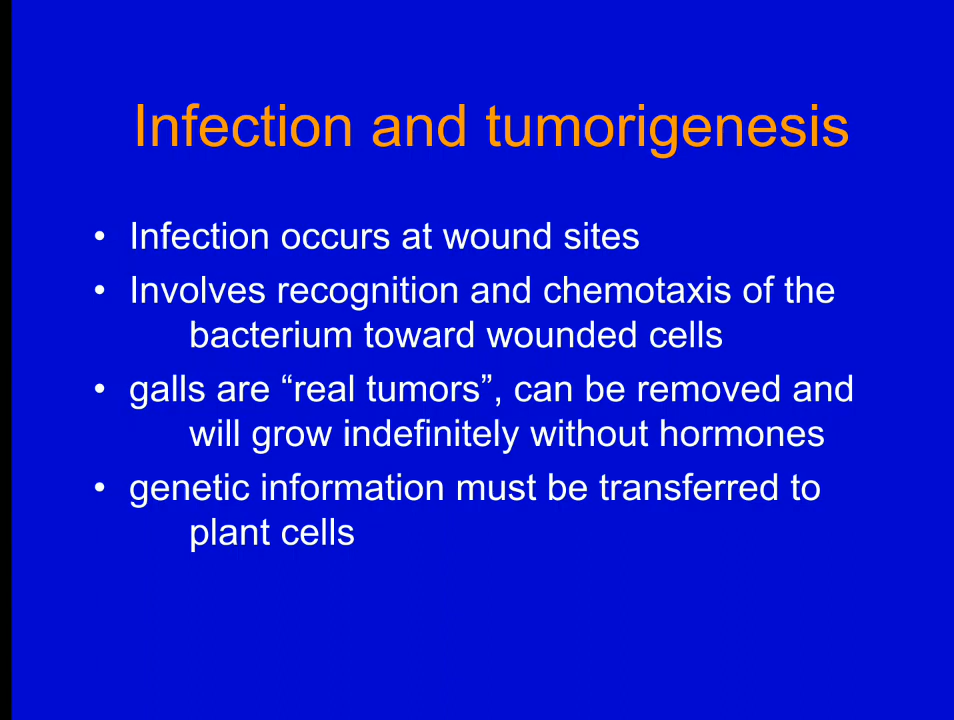 Infection and tumorigenesis
• Infection occurs at wound sites
• Involves recognition and chemotaxis of the
bacterium toward wounded cells
• galls are “real tumors”, can be removed and
will grow indefinitely without hormones
• genetic information must be transferred to
plant cells